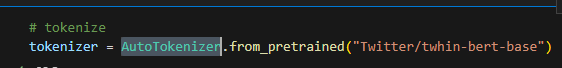 # tokenize
tokenizer = AutoTokenizer.from_pretrained("Twitter/twhin-bert-base")